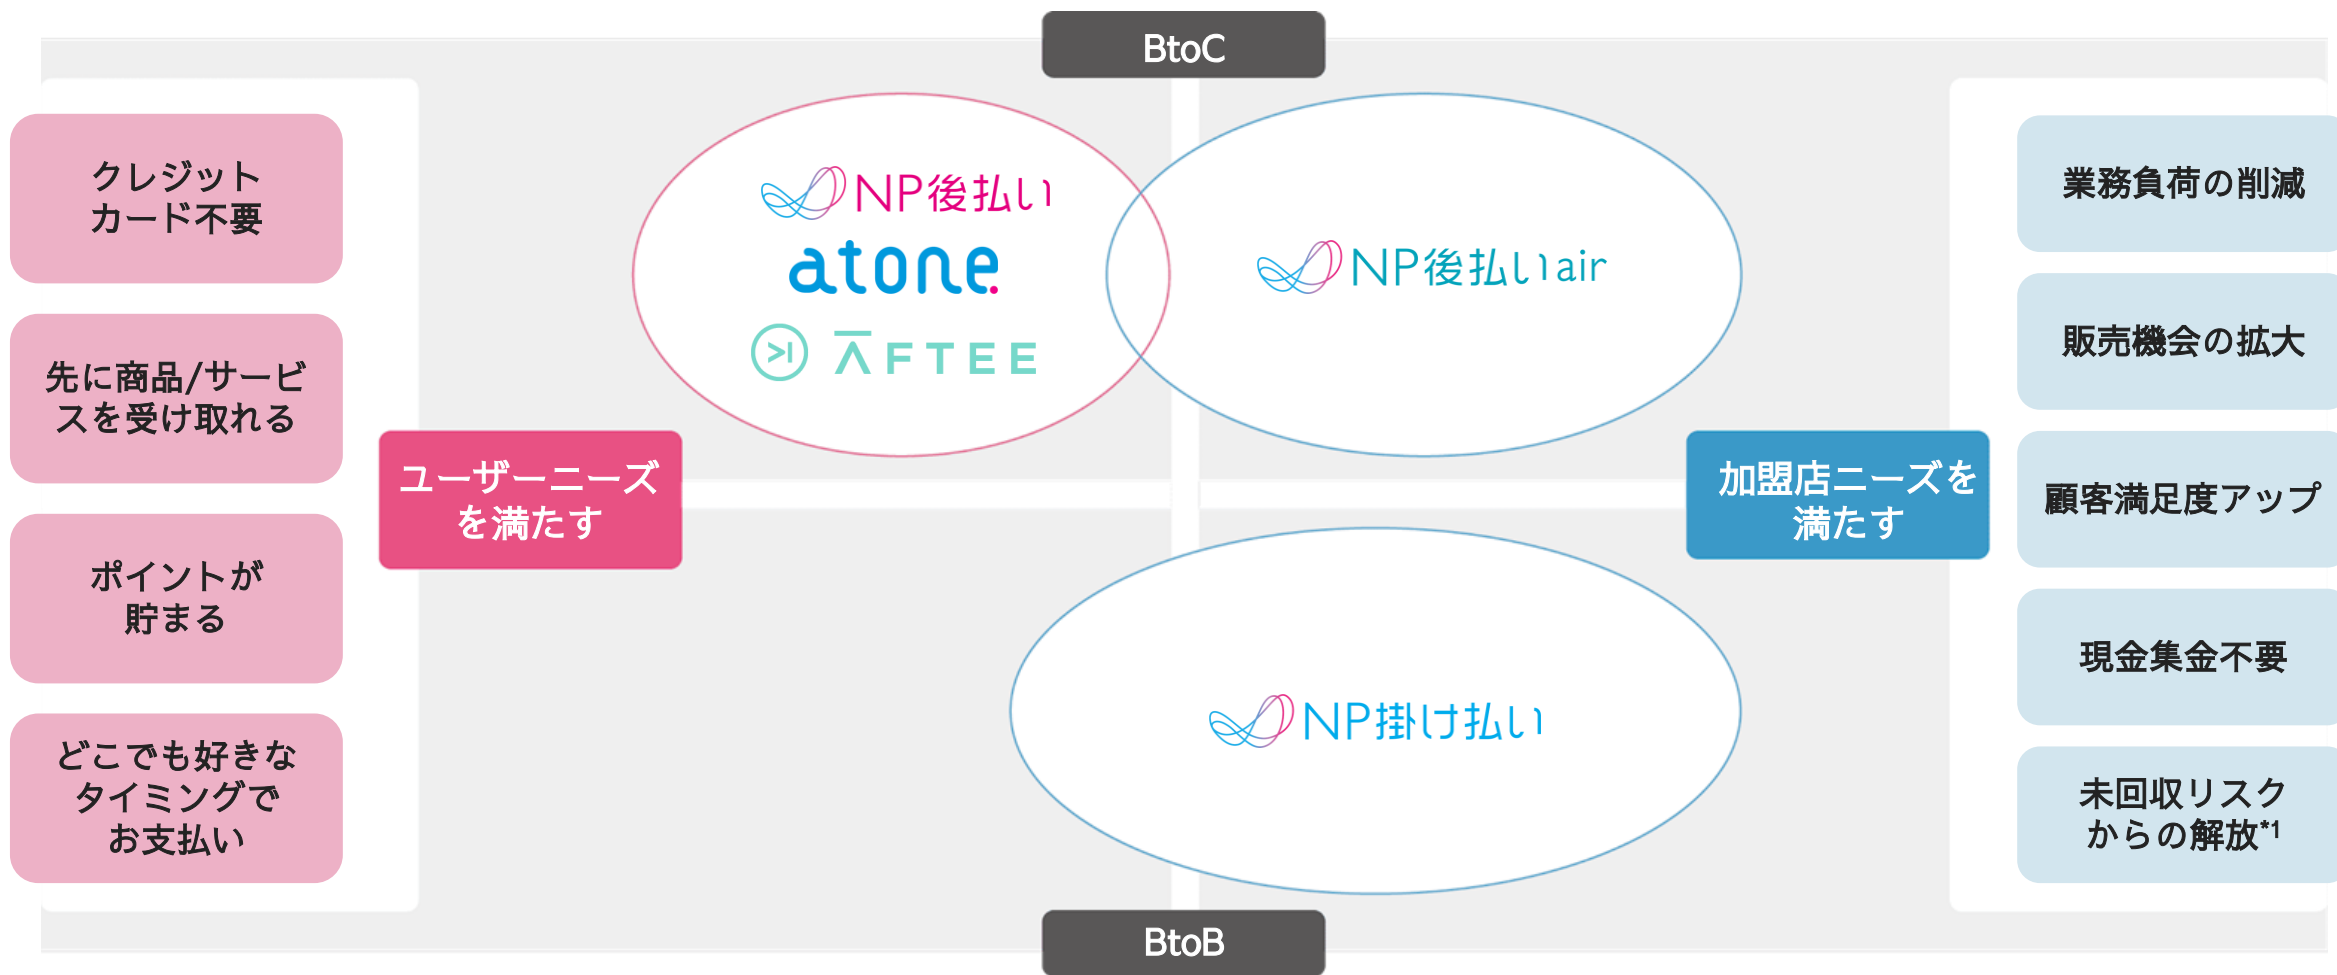 BtoC
クレジット
カード不要
先に商品/サービ
スを受け取れる
ポイントが
貯まる
どこでも好きな
タイミングで
お支払い
ユーザーニーズ
を満たす
NP後払い
atone
AFTEE
NP後払いair
NP掛け払い
加盟店ニーズを
満たす
業務負荷の削減
販売機会の拡大
顧客満足度アップ
現金集金不要
未回収リスク
からの解放*1
BtoB